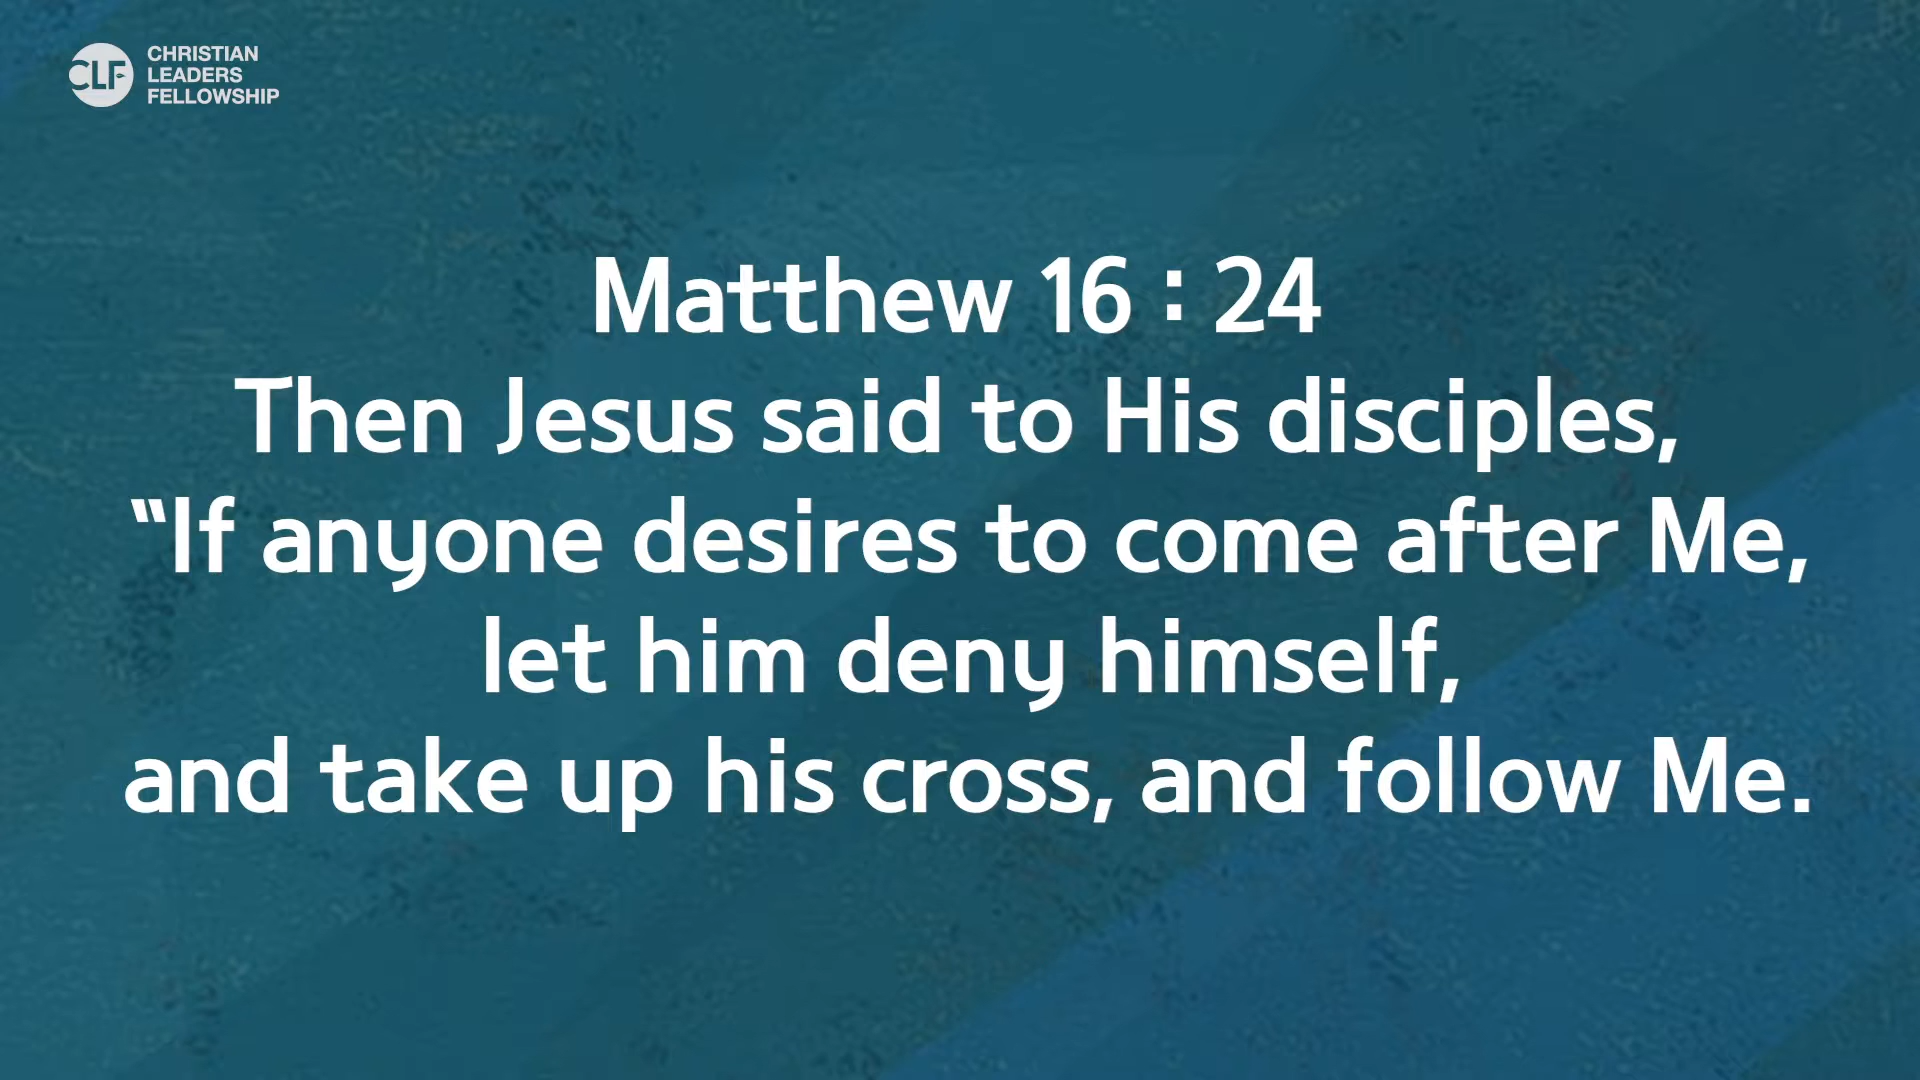 CLF
CHRISTIAN
LEADERS
FELLOWSHIP
Matthew 16 : 24
Then Jesus said to His disciples,
“If anyone desires to come after Me,
let him deny himself,
and take up his cross, and follow Me.